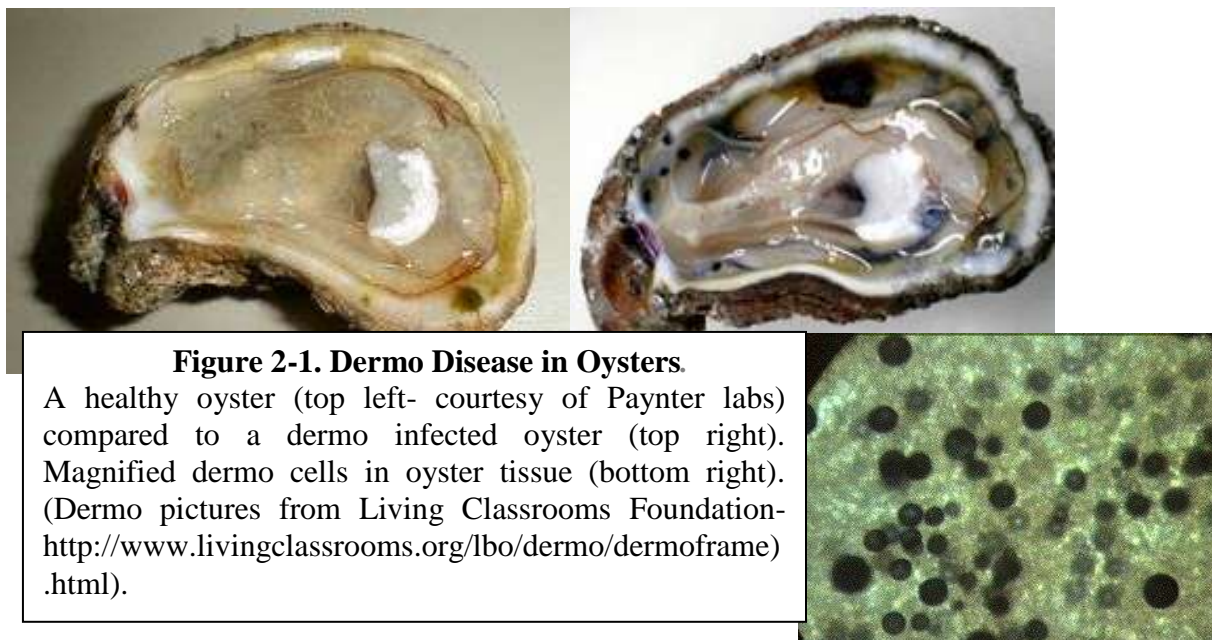 Figure 2-1. Dermo Disease in Oysters.
A healthy oyster (top left- courtesy of Paynter labs)
compared to a dermo infected oyster (top right).
Magnified dermo cells in oyster tissue (bottom right).
(Dermo pictures from Living Classrooms Foundation-
http://www.livingclassrooms.org/lbo/dermo/dermoframe)
.html).